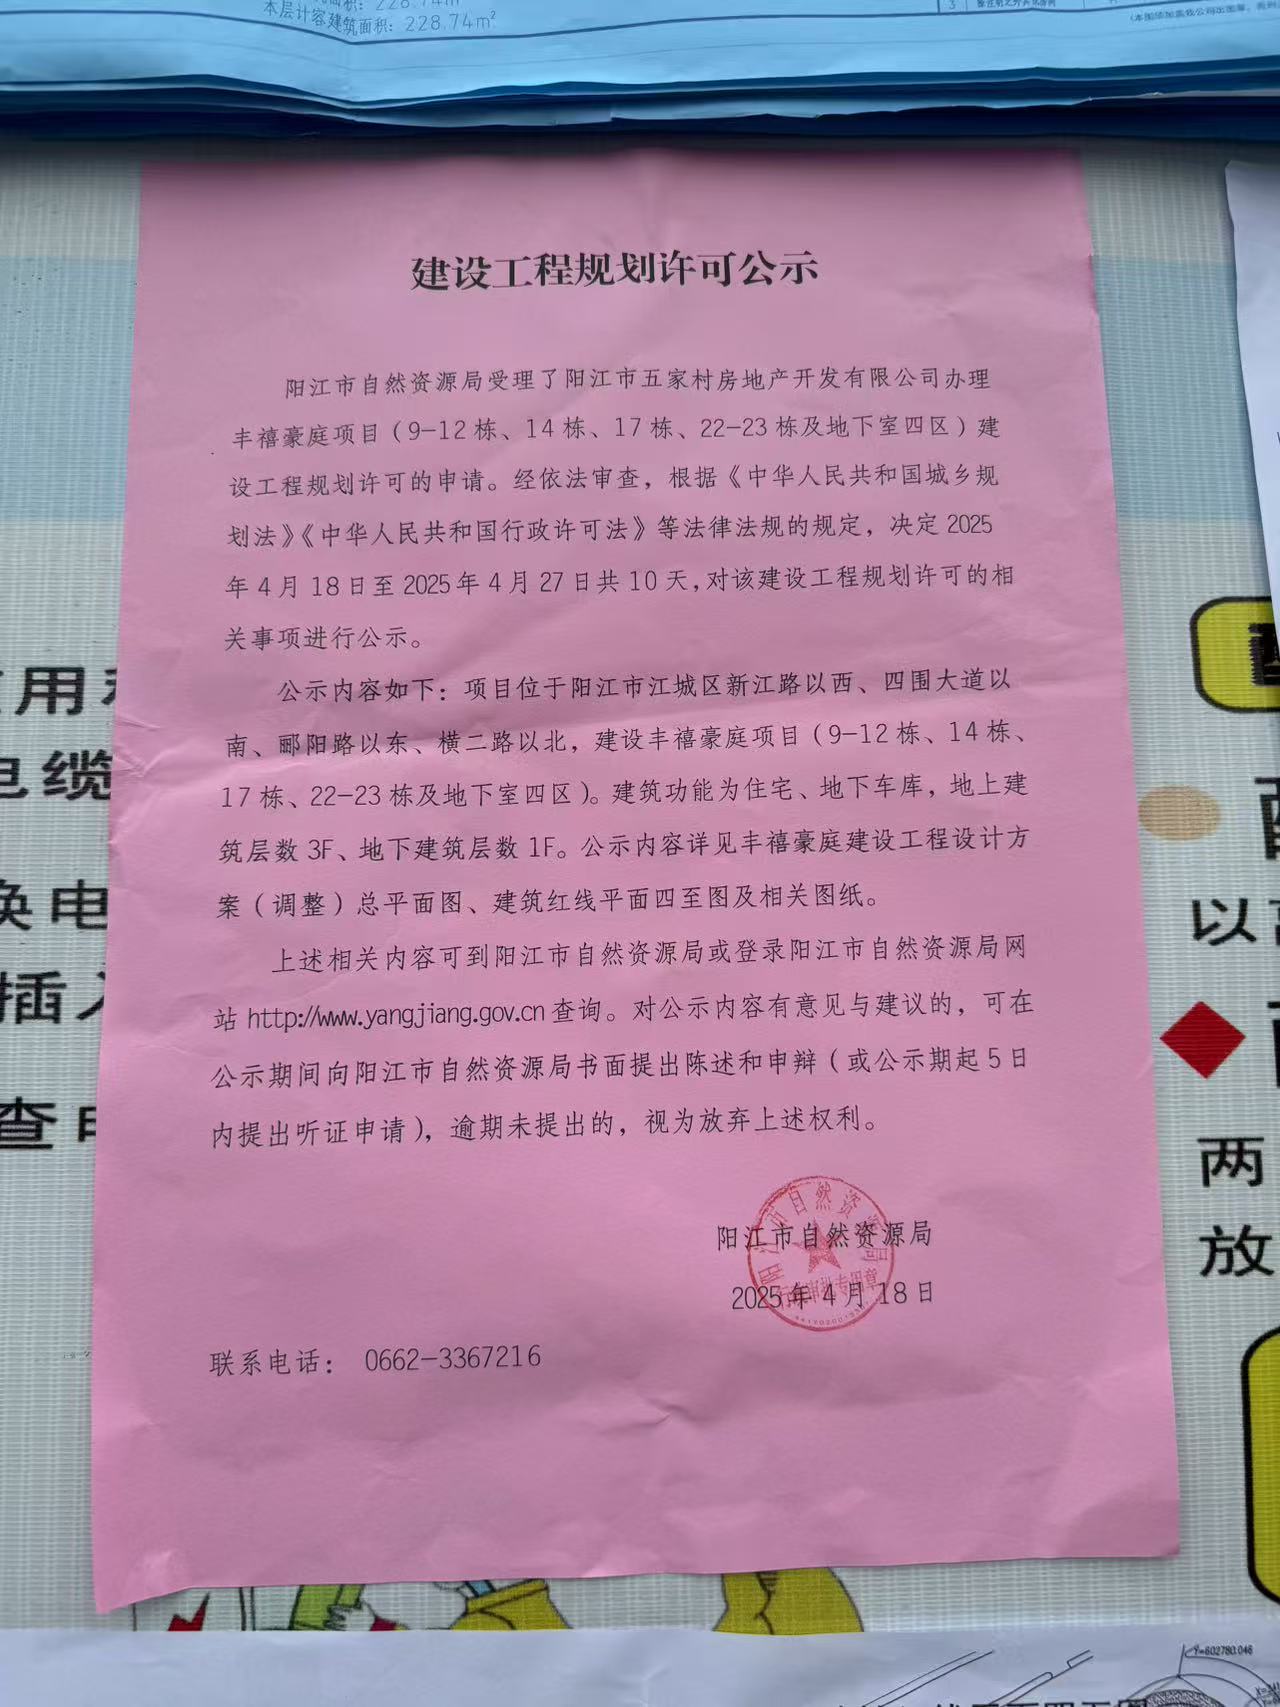 本层计容建筑面积：228.74m²
建设工程规划许可公示
阳江市自然资源局受理了阳江市五家村房地产开发有限公司办理
丰禧豪庭项目（9-12栋、14栋、17栋、22-23栋及地下室四区）建
设工程规划许可的申请。经依法审查，根据《中华人民共和国城乡规
划法》《中华人民共和国行政许可法》等法律法规的规定，决定2025
年4月18日至2025年4月27日共10天，对该建设工程规划许可的相
关事项进行公示。
公示内容如下：项目位于阳江市江城区新江路以西、四围大道以
南、郦阳路以东、横二路以北，建设丰禧豪庭项目（9-12栋、14栋、
17栋、22-23栋及地下室四区）。建筑功能为住宅、地下车库，地上建
筑层数3F、地下建筑层数1F。公示内容详见丰禧豪庭建设工程设计方
案（调整）总平面图、建筑红线平面四至图及相关图纸。
上述相关内容可到阳江市自然资源局或登录阳江市自然资源局网
站http://www.yangjiang.gov.cn查询。对公示内容有意见与建议的，可在
公示期间向阳江市自然资源局书面提出陈述和申辩（或公示期起5日
内提出听证申请），逾期未提出的，视为放弃上述权利。
阳江市自然资源局
2025年4月18日
阳江市自然资源局
行政审批专用章
联系电话： 0662-3367216
用
电缆
换电
插入
查
以
两
放
Y=602780.046